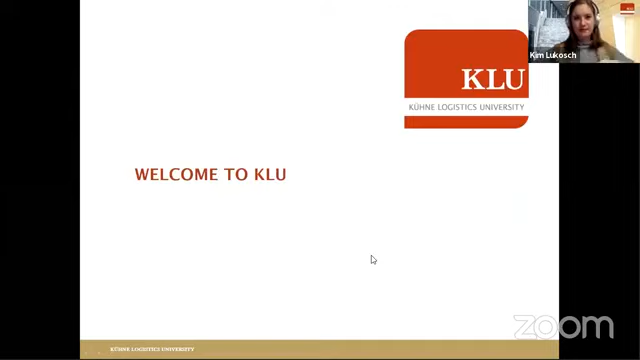 Kim Lukosch
KLU
KÜHNE LOGISTICS UNIVERSITY
WELCOME TO KLU
KÜHNE LOGISTICS UNIVERSITY
zoom